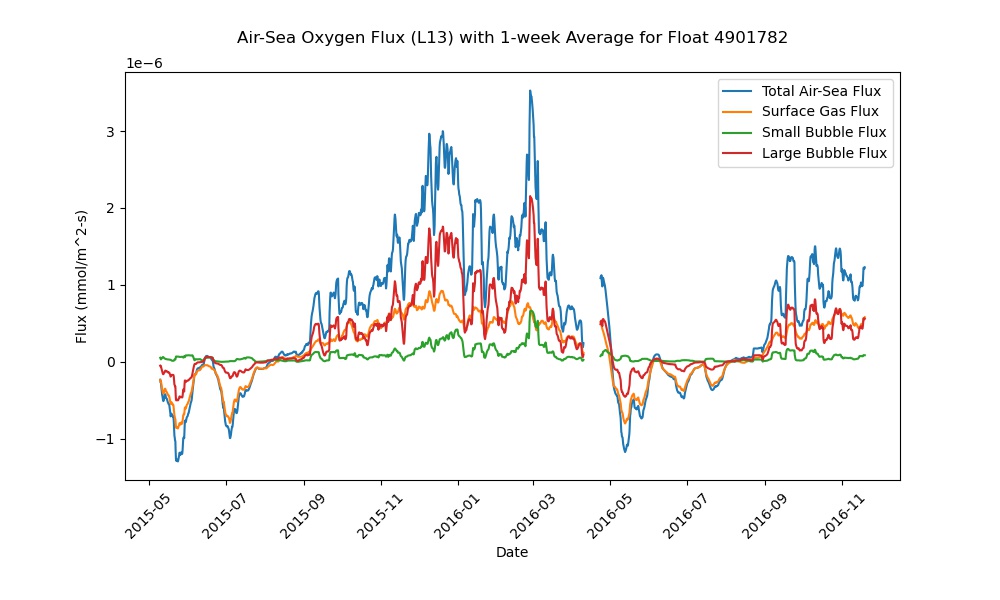 Air-Sea Oxygen Flux (L13) with 1-week Average for Float 4901782
1e−6
Total Air-Sea Flux
Surface Gas Flux
Small Bubble Flux
Large Bubble Flux
3
2
1
0
−1
Flux (mmol/m^2-s)
2015-05
2015-07
2015-09
2015-11
2016-01
2016-03
2016-05
2016-07
2016-09
2016-11
Date